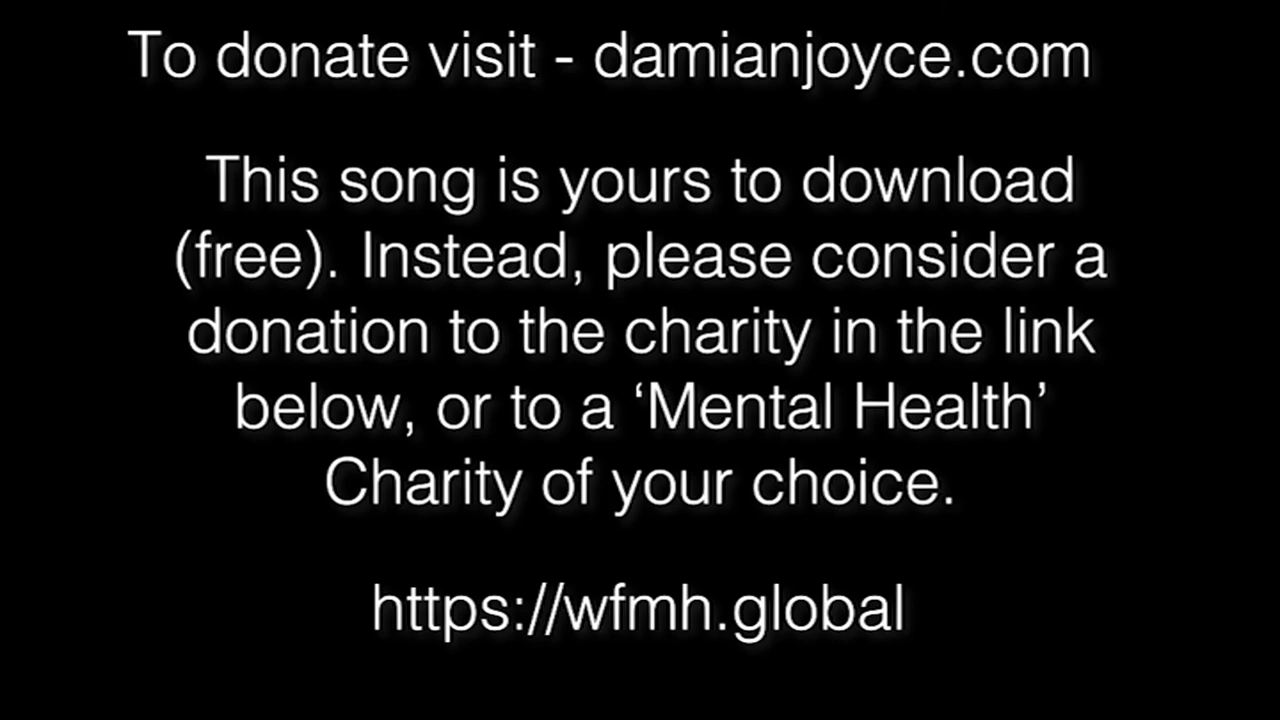 To donate visit - damianjoyce.com
This song is yours to download
(free). Instead, please consider a
donation to the charity in the link
below, or to a ‘Mental Health’
Charity of your choice.
https://wfmh.global